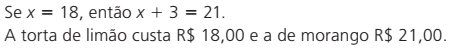 Se x = 18, então x + 3 = 21.
A torta de limão custa R$ 18,00 e a de morango R$ 21,00.